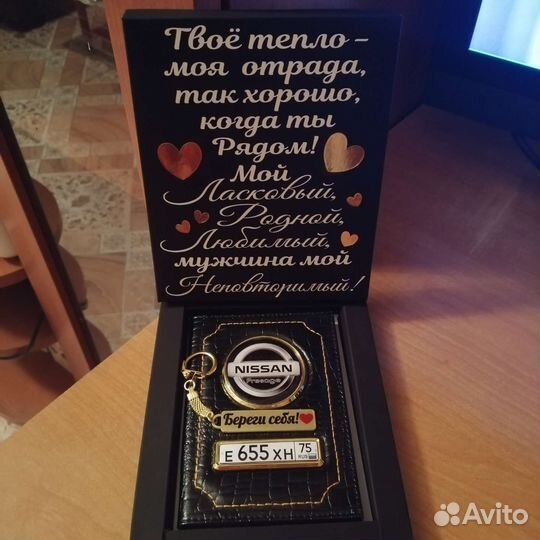 Твоё тепло –
моя отрада,
так хорошо,
когда ты
Рядом!
Мой
Ласковый,
Родной,
Любимый,
мужчина мой
Неповторимый!
NISSAN
Presage
Береги себя!
Е 655 ХН 75
RUS
Avito